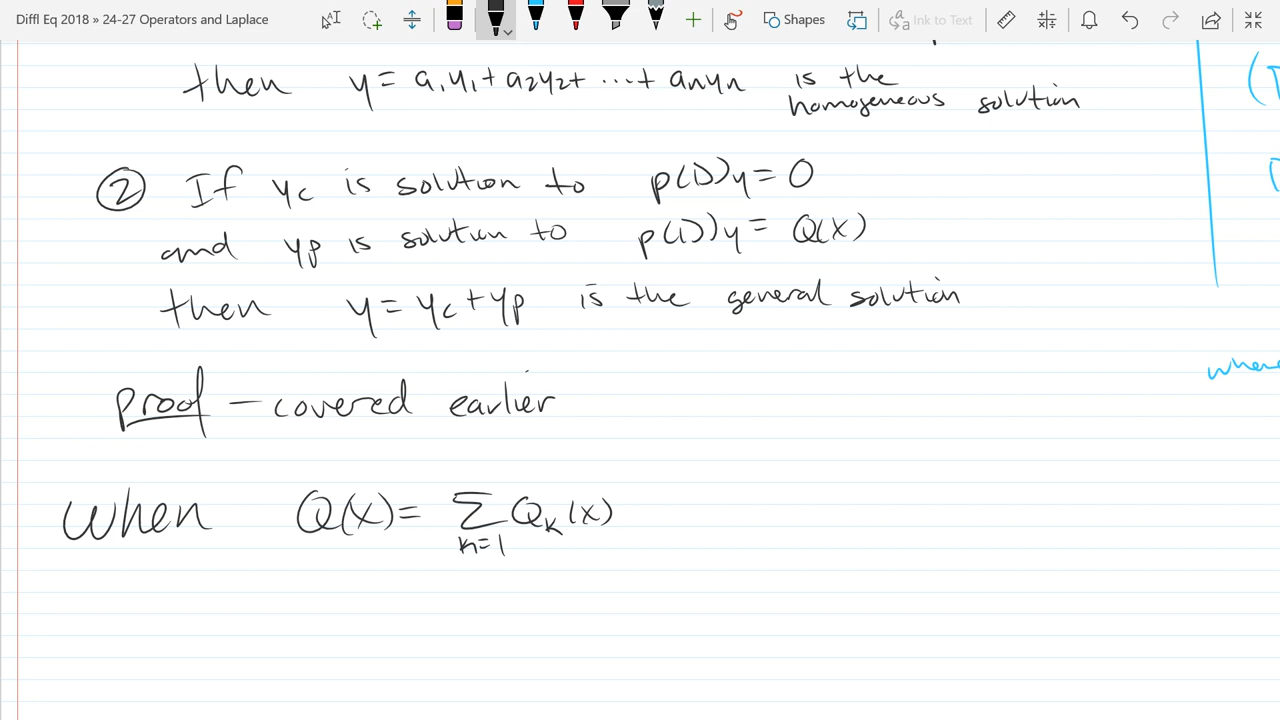 Diffl Eq 2018 » 24-27 Operators and Laplace
Shapes
Ink to Text
then y = a₁y₁ + a₂y₂ + ... + aₙyₙ is the
homogeneous solution
② If yc is solution to p(D)y = 0
and yp is solution to p(D)y = Q(x)
then y = yc + yp is the general solution
proof – covered earlier
where
When Q(x) = Σ Qₖ(x)
k=1